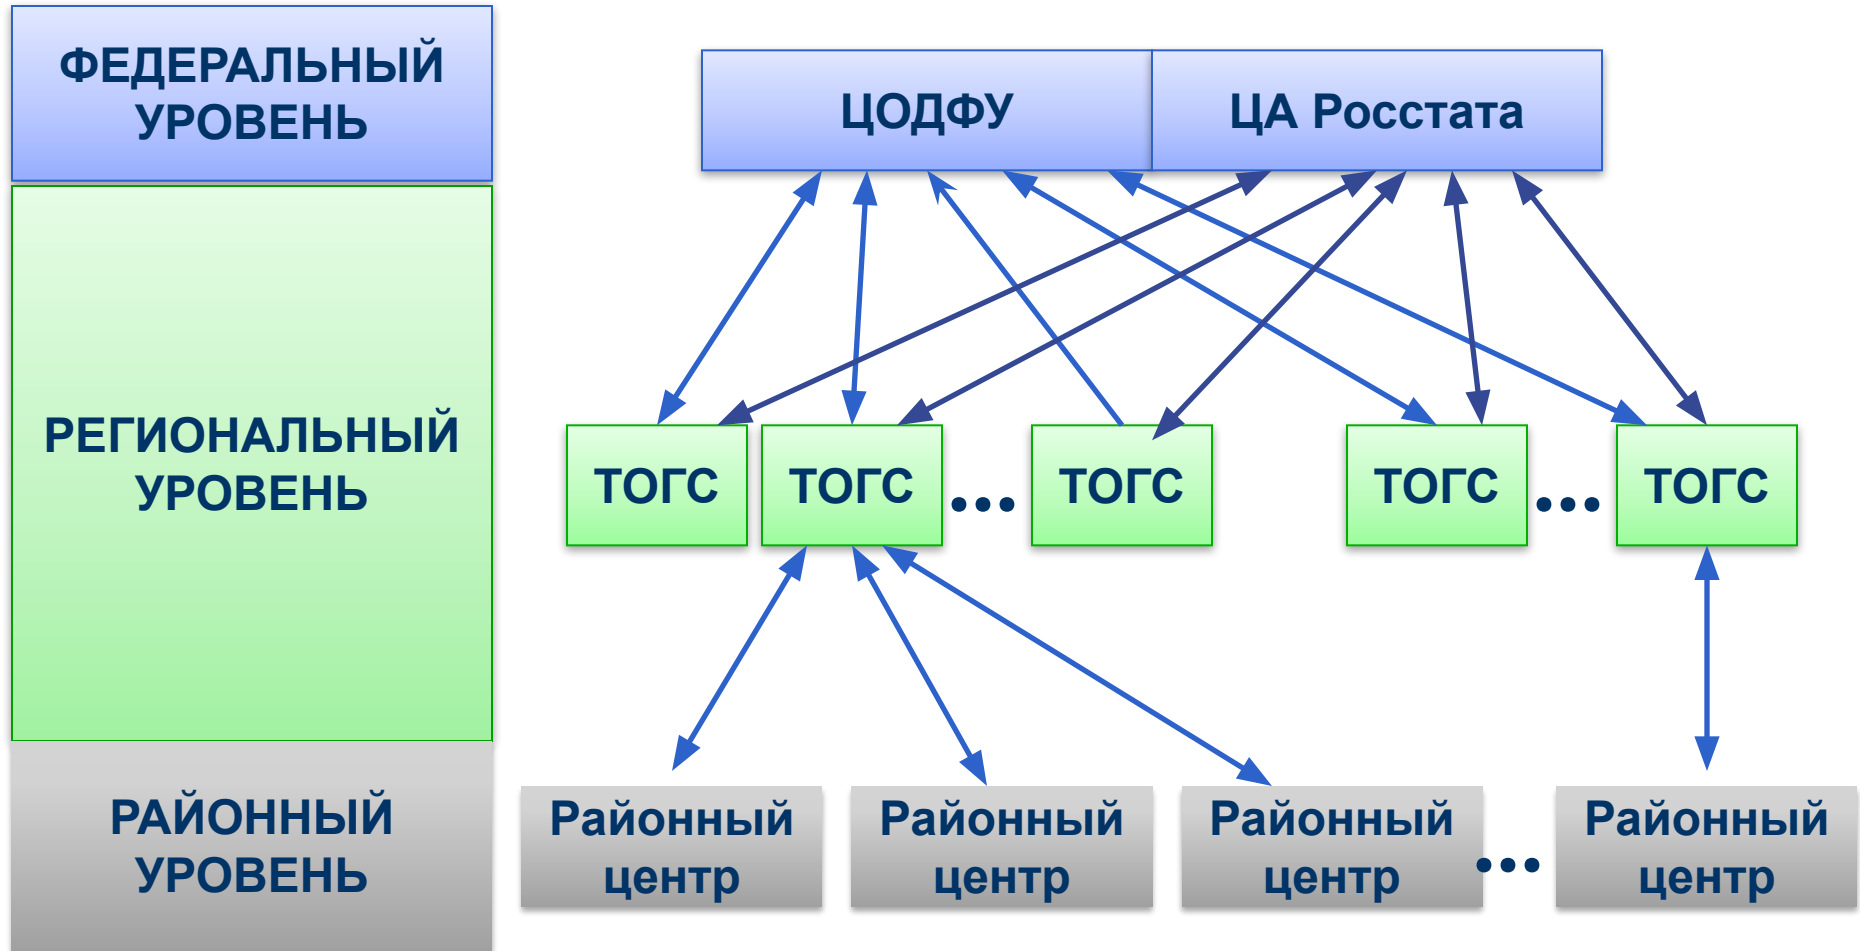 ФЕДЕРАЛЬНЫЙ
УРОВЕНЬ
ЦОДФУ
ЦА Росстата
РЕГИОНАЛЬНЫЙ
УРОВЕНЬ
ТОГС
ТОГС
...
ТОГС
ТОГС
...
ТОГС
РАЙОННЫЙ
УРОВЕНЬ
Районный
центр
Районный
центр
Районный
центр
...
Районный
центр